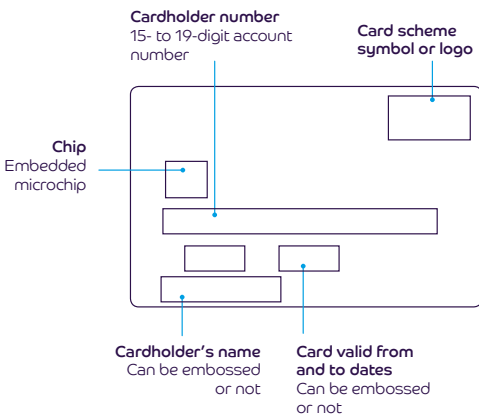 Cardholder number
15- to 19-digit account
number
Card scheme
symbol or logo
Chip
Embedded
microchip
Cardholder's name
Can be embossed
or not
Card valid from
and to dates
Can be embossed
or not